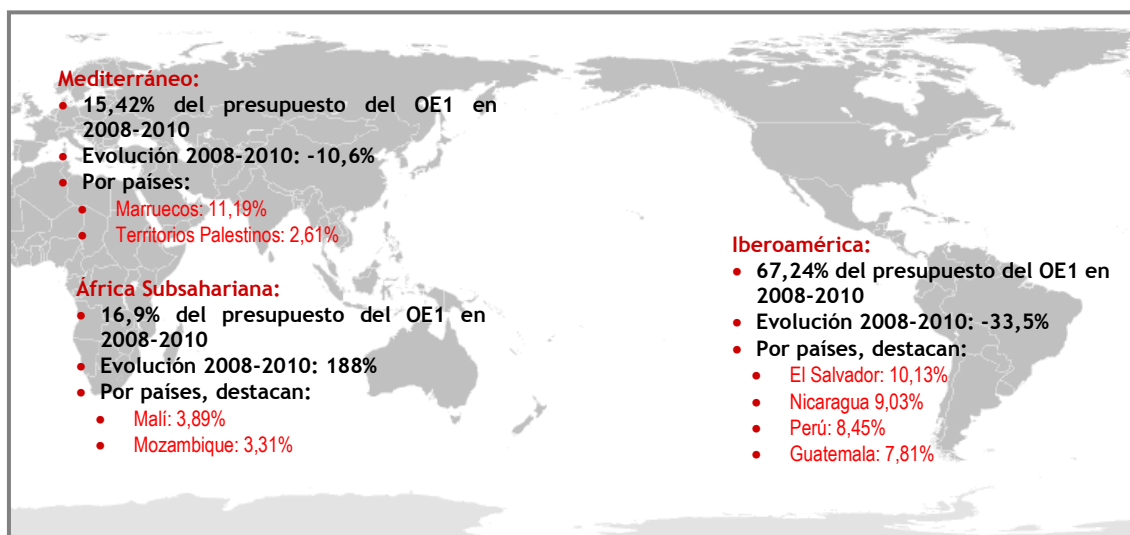 Mediterráneo:
• 15,42% del presupuesto del OE1 en
2008-2010
• Evolución 2008-2010: -10,6%
• Por países:
• Marruecos: 11,19%
• Territorios Palestinos: 2,61%
África Subsahariana:
• 16,9% del presupuesto del OE1 en
2008-2010
• Evolución 2008-2010: 188%
• Por países, destacan:
• Malí: 3,89%
• Mozambique: 3,31%
Iberoamérica:
• 67,24% del presupuesto del OE1 en
2008-2010
• Evolución 2008-2010: -33,5%
• Por países, destacan:
• El Salvador: 10,13%
• Nicaragua 9,03%
• Perú: 8,45%
• Guatemala: 7,81%